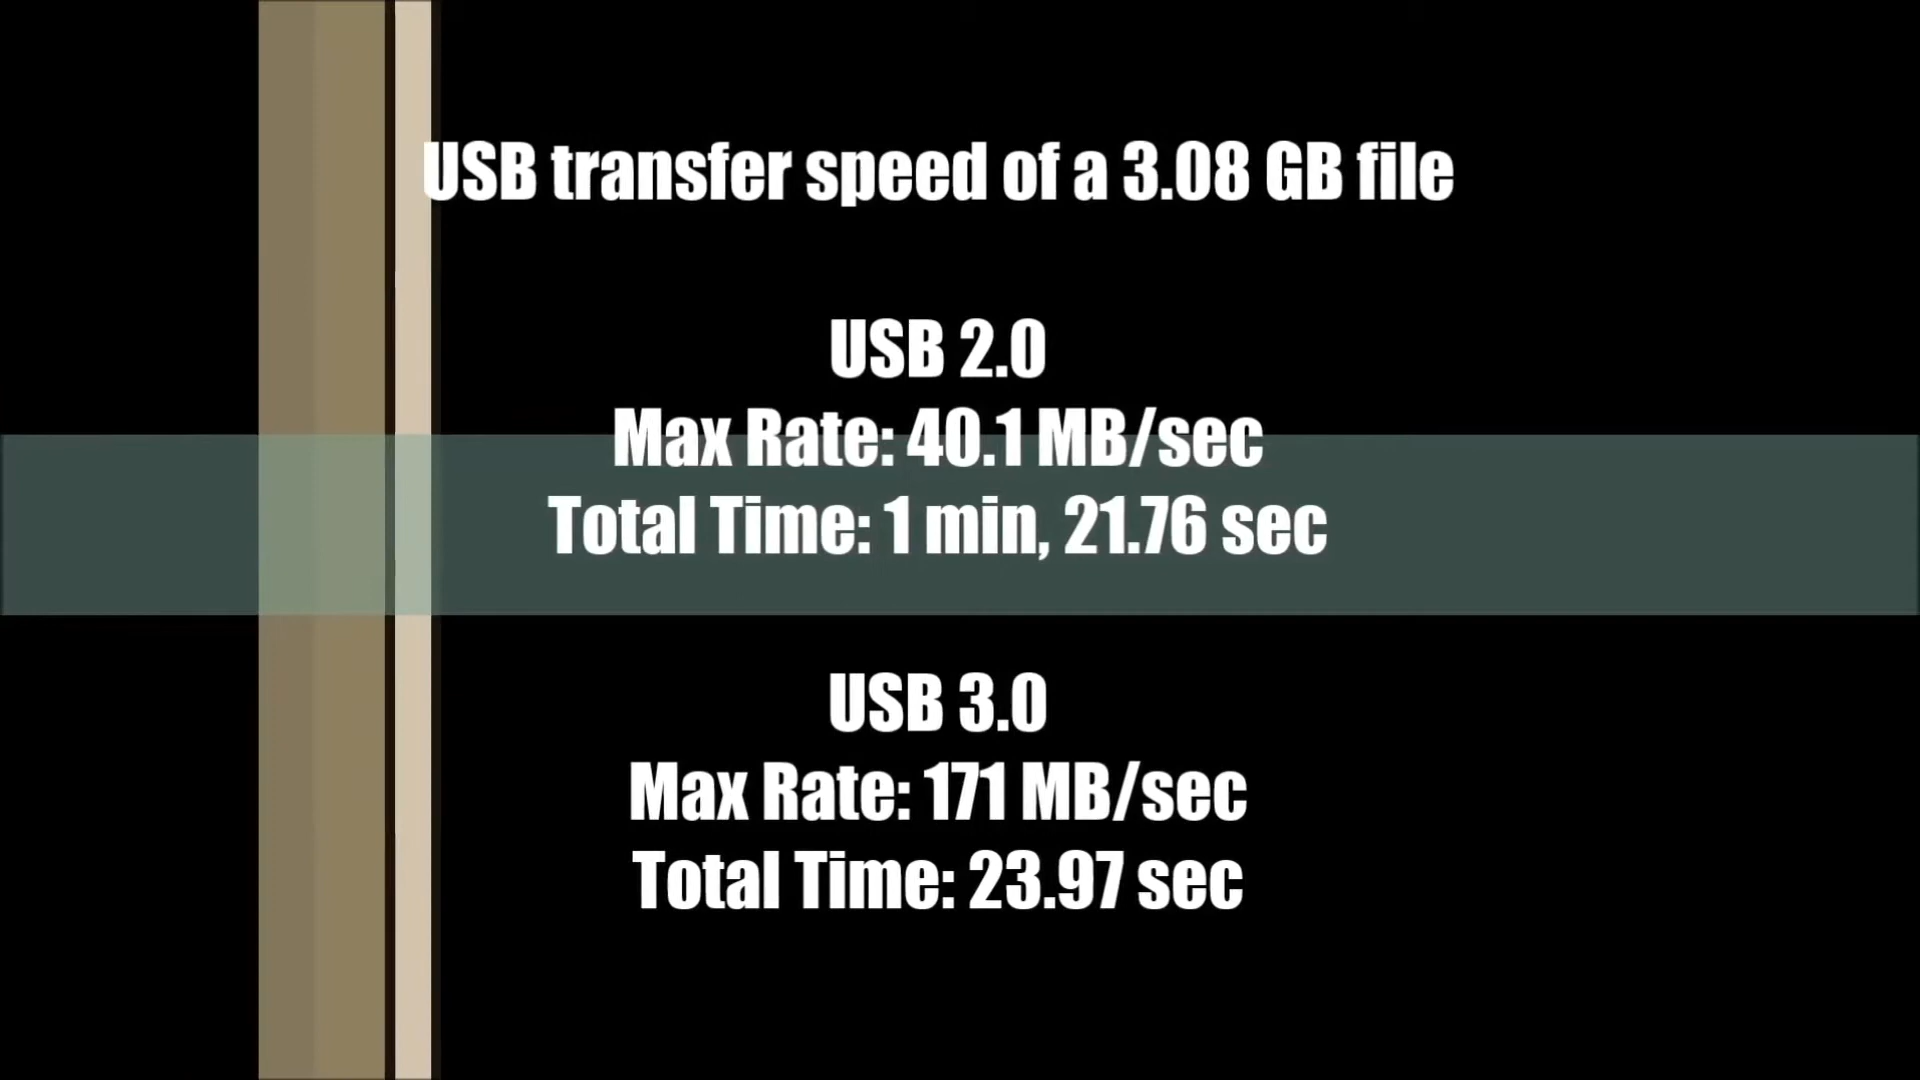 USB transfer speed of a 3.08 GB file
USB 2.0
Max Rate: 40.1 MB/sec
Total Time: 1 min, 21.76 sec
USB 3.0
Max Rate: 171 MB/sec
Total Time: 23.97 sec